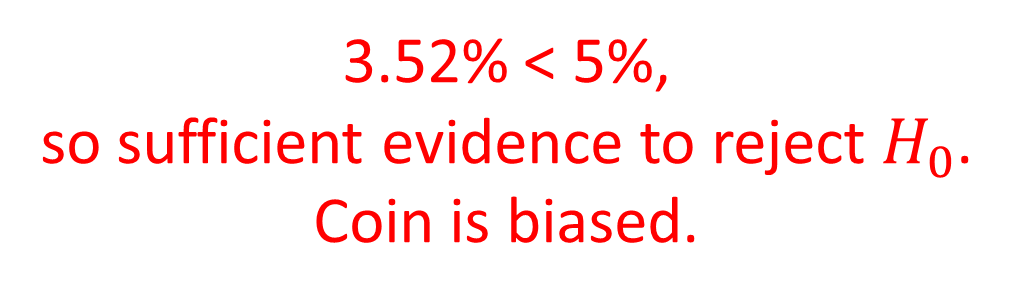 3.52% < 5%,
so sufficient evidence to reject H₀.
Coin is biased.